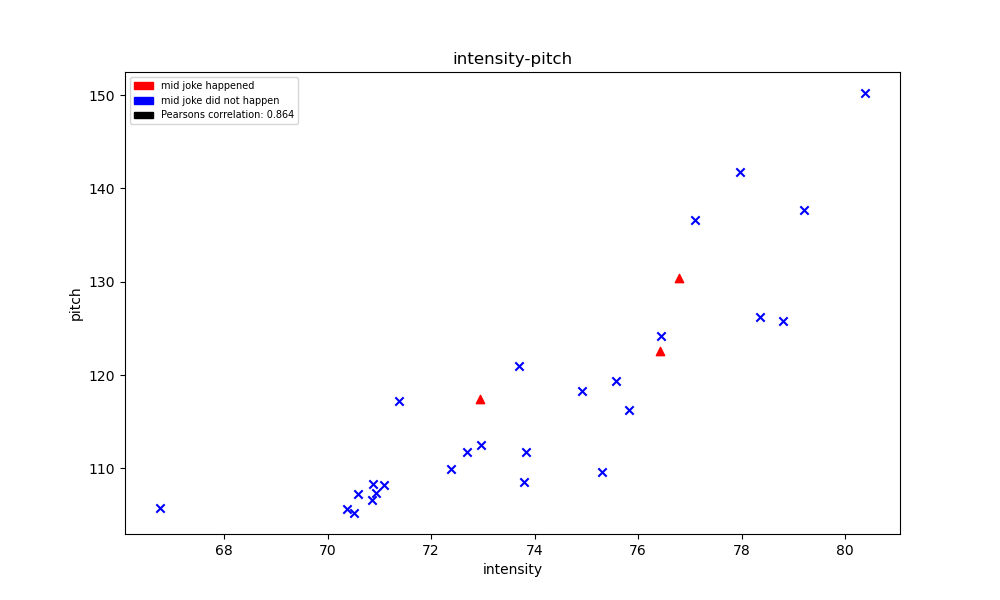 intensity-pitch
mid joke happened
mid joke did not happen
Pearsons correlation: 0.864
150
140
130
120
110
pitch
68 70 72 74 76 78 80
intensity